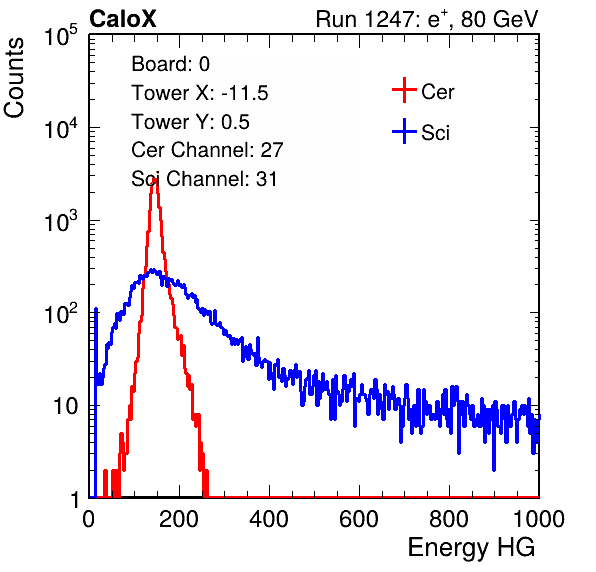 CaloX Run 1247: e⁺, 80 GeV
Counts
10⁵
10⁴
10³
10²
10
1
Board: 0
Tower X: -11.5
Tower Y: 0.5
Cer Channel: 27
Sci Channel: 31
Cer
Sci
0 200 400 600 800 1000
Energy HG